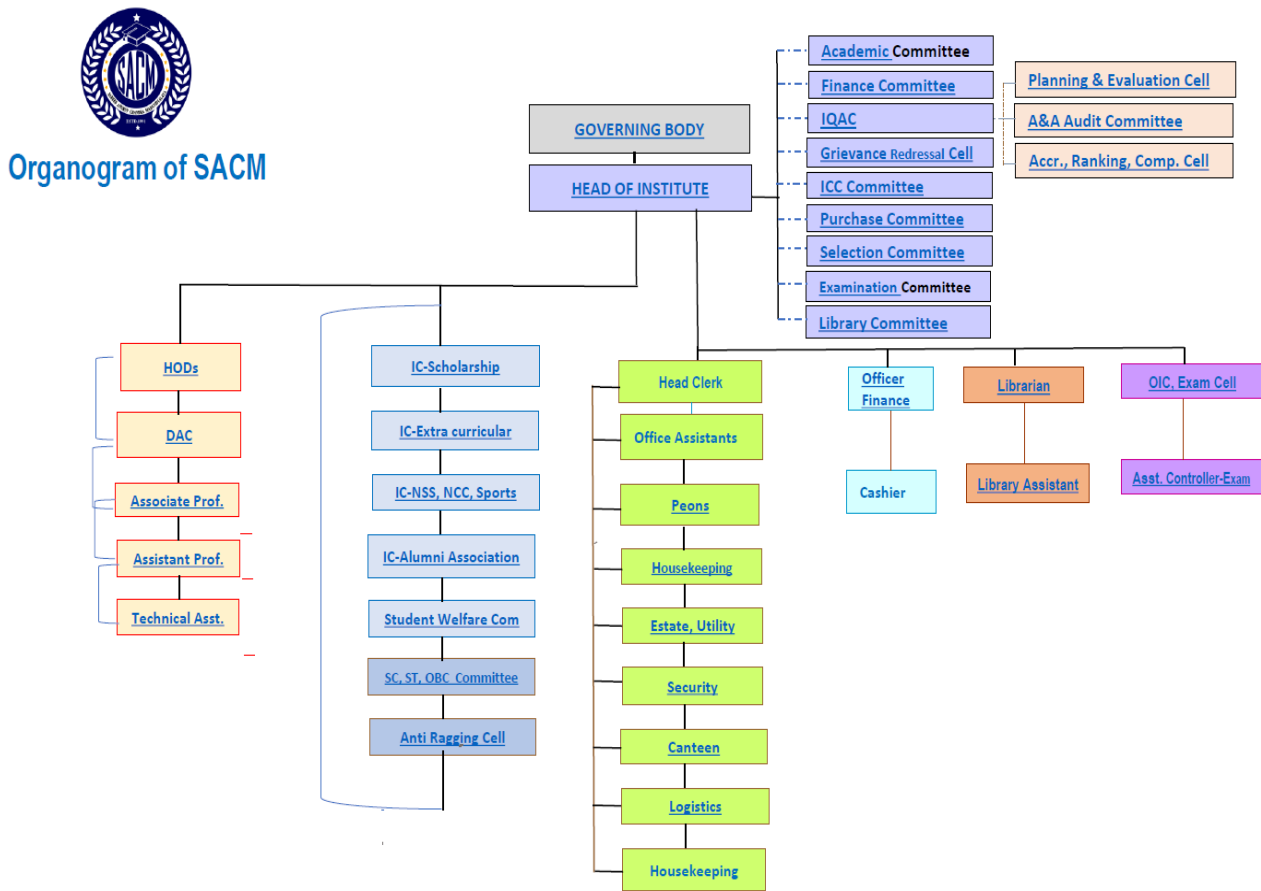 SACM
Organogram of SACM
GOVERNING BODY
HEAD OF INSTITUTE
Academic Committee
Finance Committee
IQAC
Grievance Redressal Cell
ICC Committee
Purchase Committee
Selection Committee
Examination Committee
Library Committee
Planning & Evaluation Cell
A&A Audit Committee
Accr., Ranking, Comp. Cell
HODs
DAC
Associate Prof.
Assistant Prof.
Technical Asst.
IC-Scholarship
IC-Extra curricular
IC-NSS, NCC, Sports
IC-Alumni Association
Student Welfare Com
SC, ST, OBC Committee
Anti Ragging Cell
Head Clerk
Office Assistants
Peons
Housekeeping
Estate, Utility
Security
Canteen
Logistics
Housekeeping
Officer
Finance
Cashier
Librarian
Library Assistant
OIC, Exam Cell
Asst. Controller-Exam